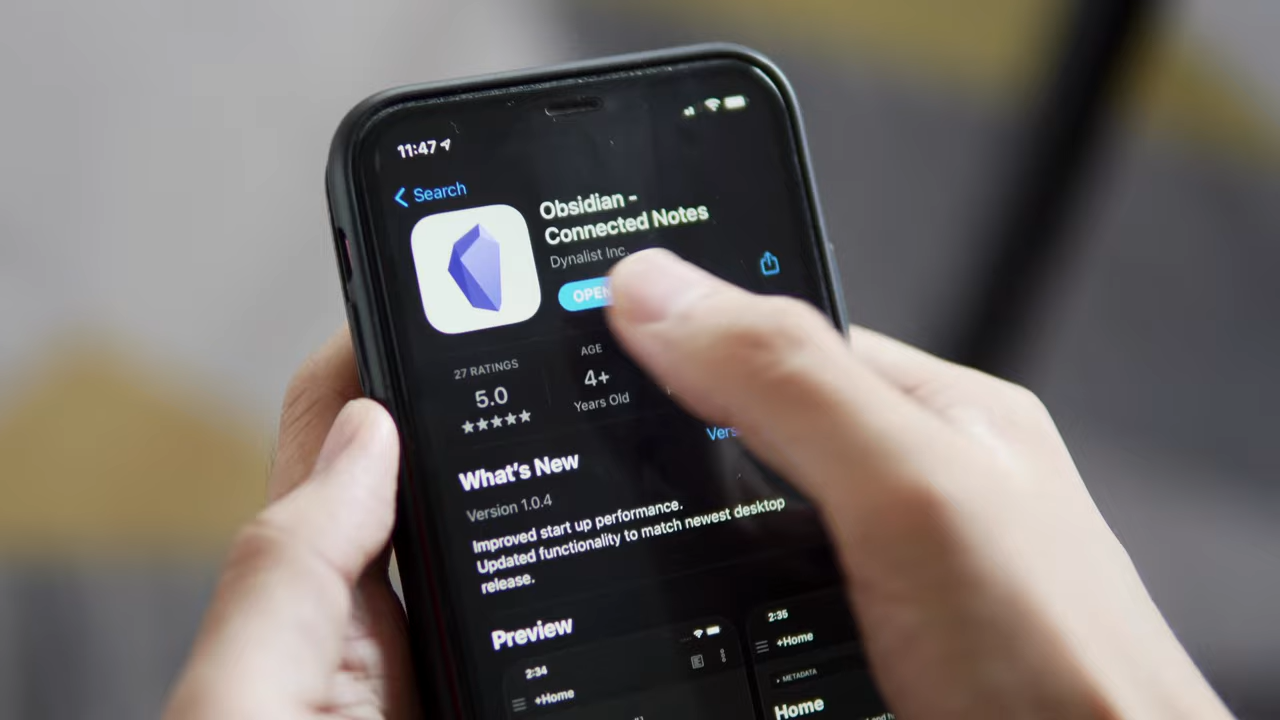 11:47
Search
Obsidian -
Connected Notes
Dynalist Inc.
OPEN
27 RATINGS
5.0
AGE
4+
Years Old
What's New
Version 1.0.4
Improved start up performance.
Updated functionality to match newest desktop
release.
Preview
2:34
+Home
2:35
+Home
METADATA
Home